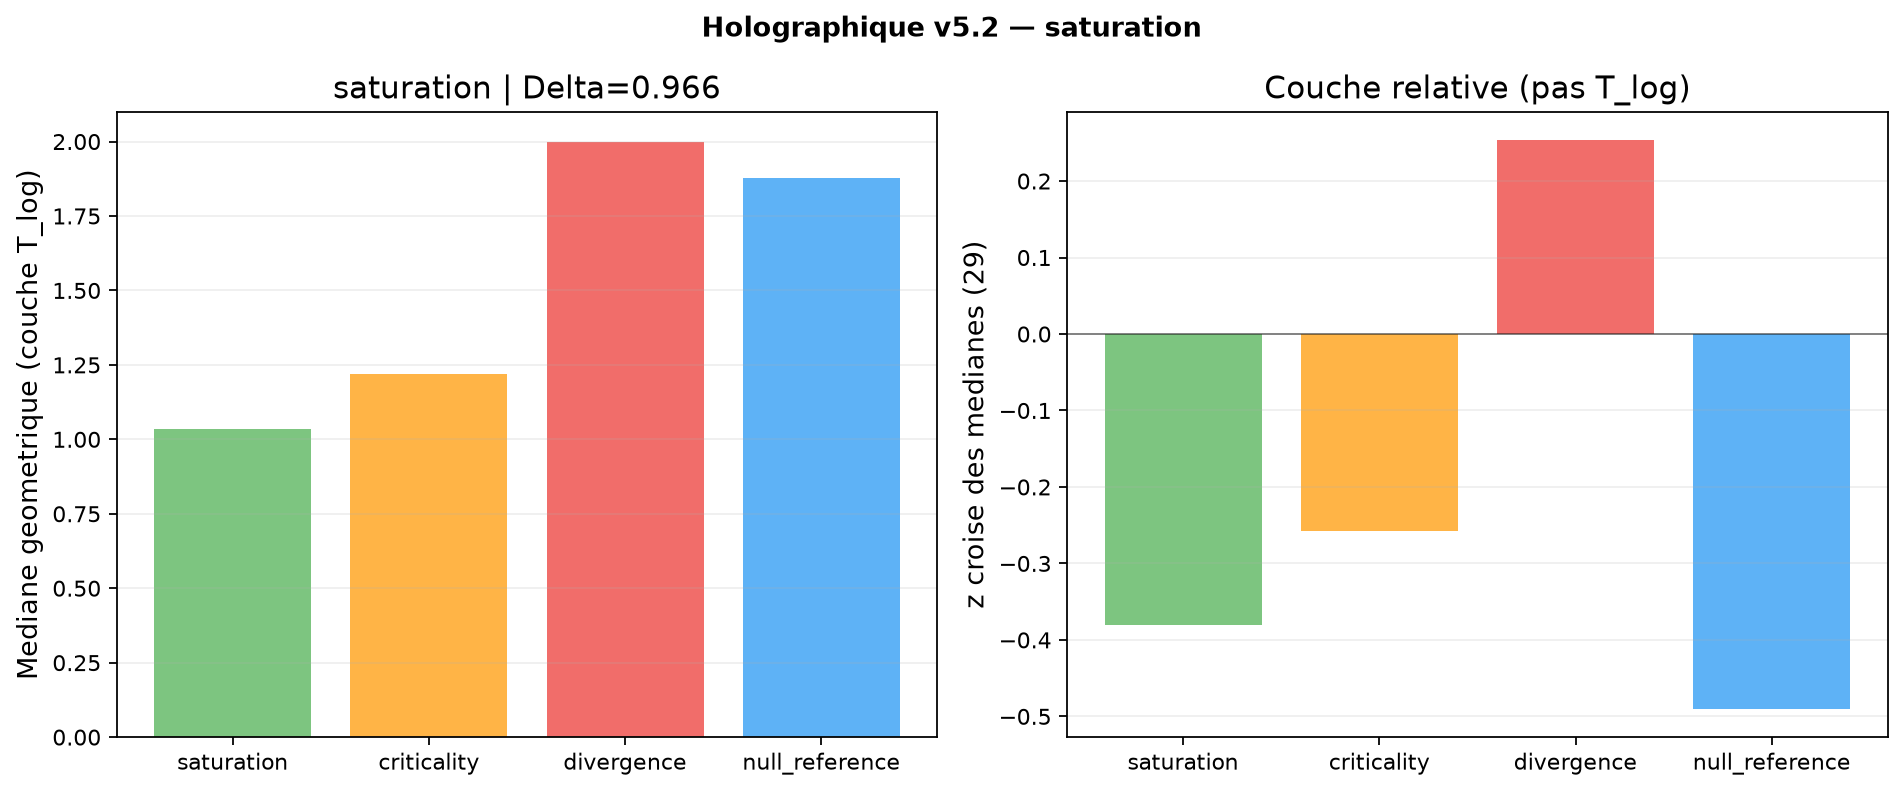 Holographique v5.2 — saturation
saturation | Delta=0.966
Mediane geometrique (couche T_log)
2.00
1.75
1.50
1.25
1.00
0.75
0.50
0.25
0.00
saturation criticality divergence null_reference
Couche relative (pas T_log)
z croise des medianes (29)
0.2
0.1
0.0
−0.1
−0.2
−0.3
−0.4
−0.5
saturation criticality divergence null_reference